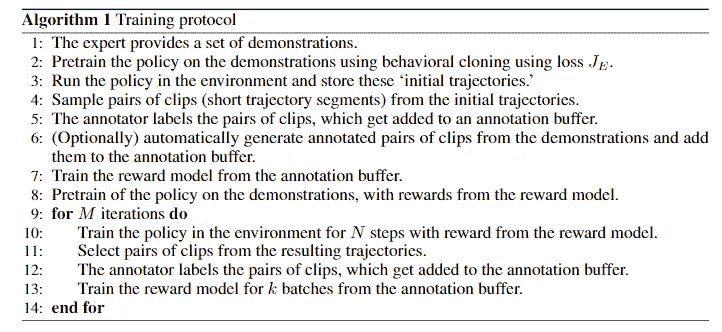 Algorithm 1 Training protocol
1: The expert provides a set of demonstrations.
2: Pretrain the policy on the demonstrations using behavioral cloning using loss J_E.
3: Run the policy in the environment and store these ‘initial trajectories.’
4: Sample pairs of clips (short trajectory segments) from the initial trajectories.
5: The annotator labels the pairs of clips, which get added to an annotation buffer.
6: (Optionally) automatically generate annotated pairs of clips from the demonstrations and add
them to the annotation buffer.
7: Train the reward model from the annotation buffer.
8: Pretrain of the policy on the demonstrations, with rewards from the reward model.
9: for M iterations do
10: Train the policy in the environment for N steps with reward from the reward model.
11: Select pairs of clips from the resulting trajectories.
12: The annotator labels the pairs of clips, which get added to the annotation buffer.
13: Train the reward model for k batches from the annotation buffer.
14: end for